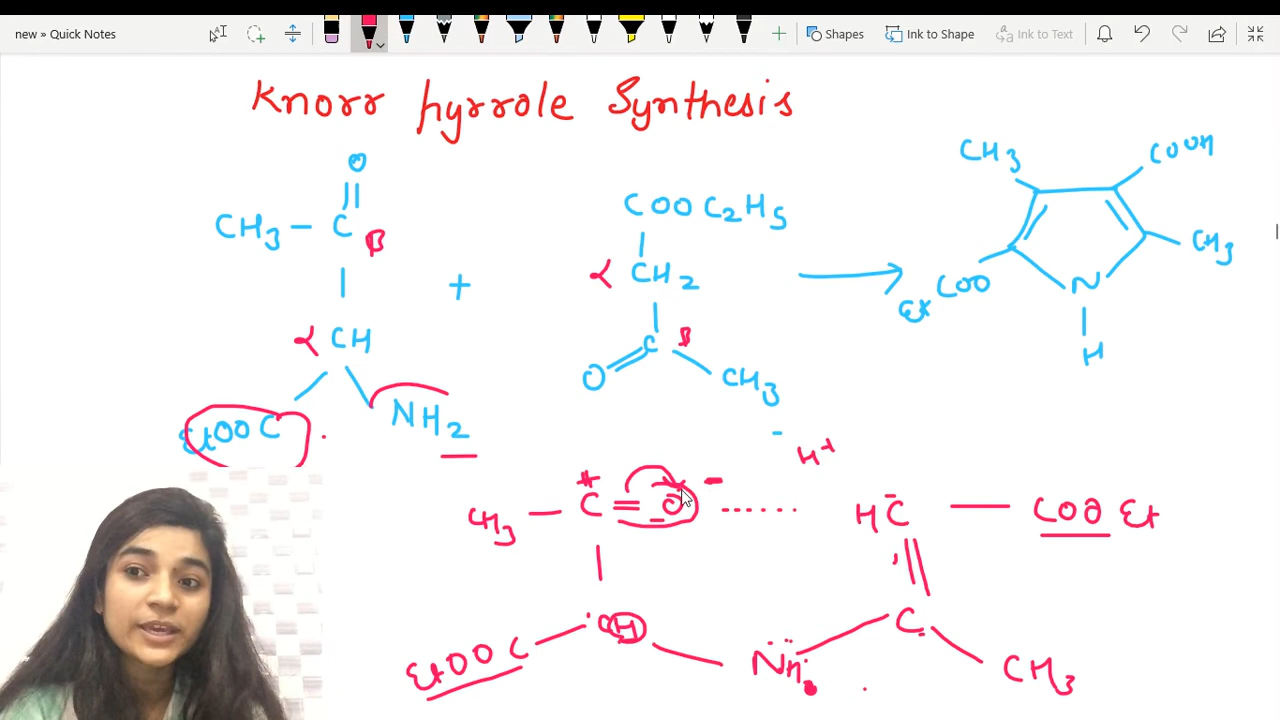 new » Quick Notes
Shapes
Ink to Shape
Ink to Text
Knorr Pyrrole Synthesis
O
CH3 – C β
α CH
EtOOC
NH2
+
COOC2H5
α CH2
C β
O
CH3
CH3
COOH
CH3
EtCOO
N
H
H+
CH3 – C = O
HC̄ — COOEt
EtOOC
CH
NH
C
CH3